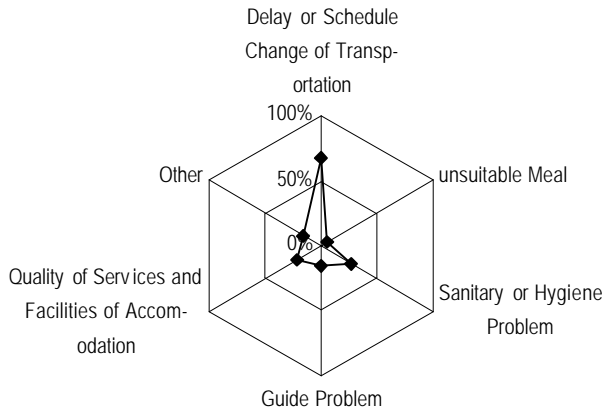 Delay or Schedule
Change of Transp-
ortation
100%
Other
50%
unsuitable Meal
0%
Quality of Services and
Facilities of Accom-
odation
Sanitary or Hygiene
Problem
Guide Problem